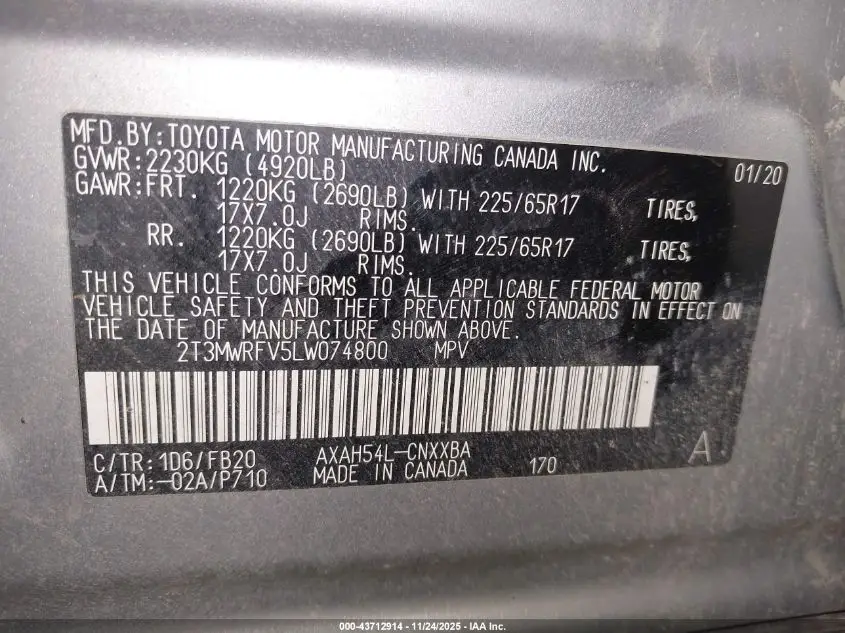 MFD.BY:TOYOTA MOTOR MANUFACTURING CANADA INC. 01/20
GVWR:2230KG (4920LB)
GAWR:FRT. 1220KG (2690LB) WITH 225/65R17 TIRES,
17X7.0J RIMS.
RR. 1220KG (2690LB) WITH 225/65R17 TIRES,
17X7.0J RIMS.
THIS VEHICLE CONFORMS TO ALL APPLICABLE FEDERAL MOTOR
VEHICLE SAFETY AND THEFT PREVENTION STANDARDS IN EFFECT ON
THE DATE OF MANUFACTURE SHOWN ABOVE.
2T3MWRFV5LW074800 MPV
C/TR:1D6/FB20 AXAH54L-CNXXBA A
A/TM:-02A/P710 MADE IN CANADA 170
000-43712914 - 11/24/2025 - IAA Inc.